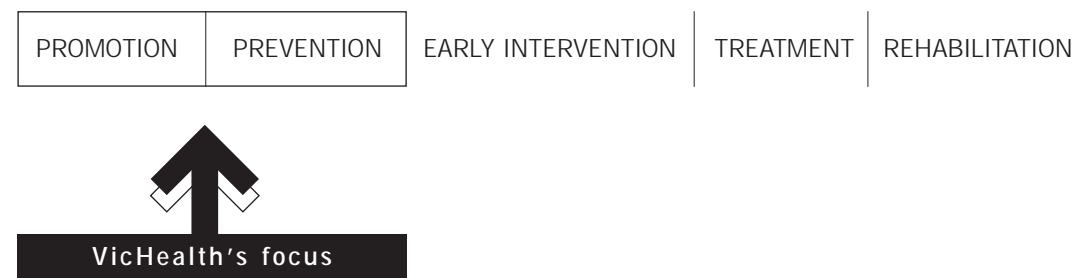 PROMOTION PREVENTION EARLY INTERVENTION TREATMENT REHABILITATION
VicHealth's focus